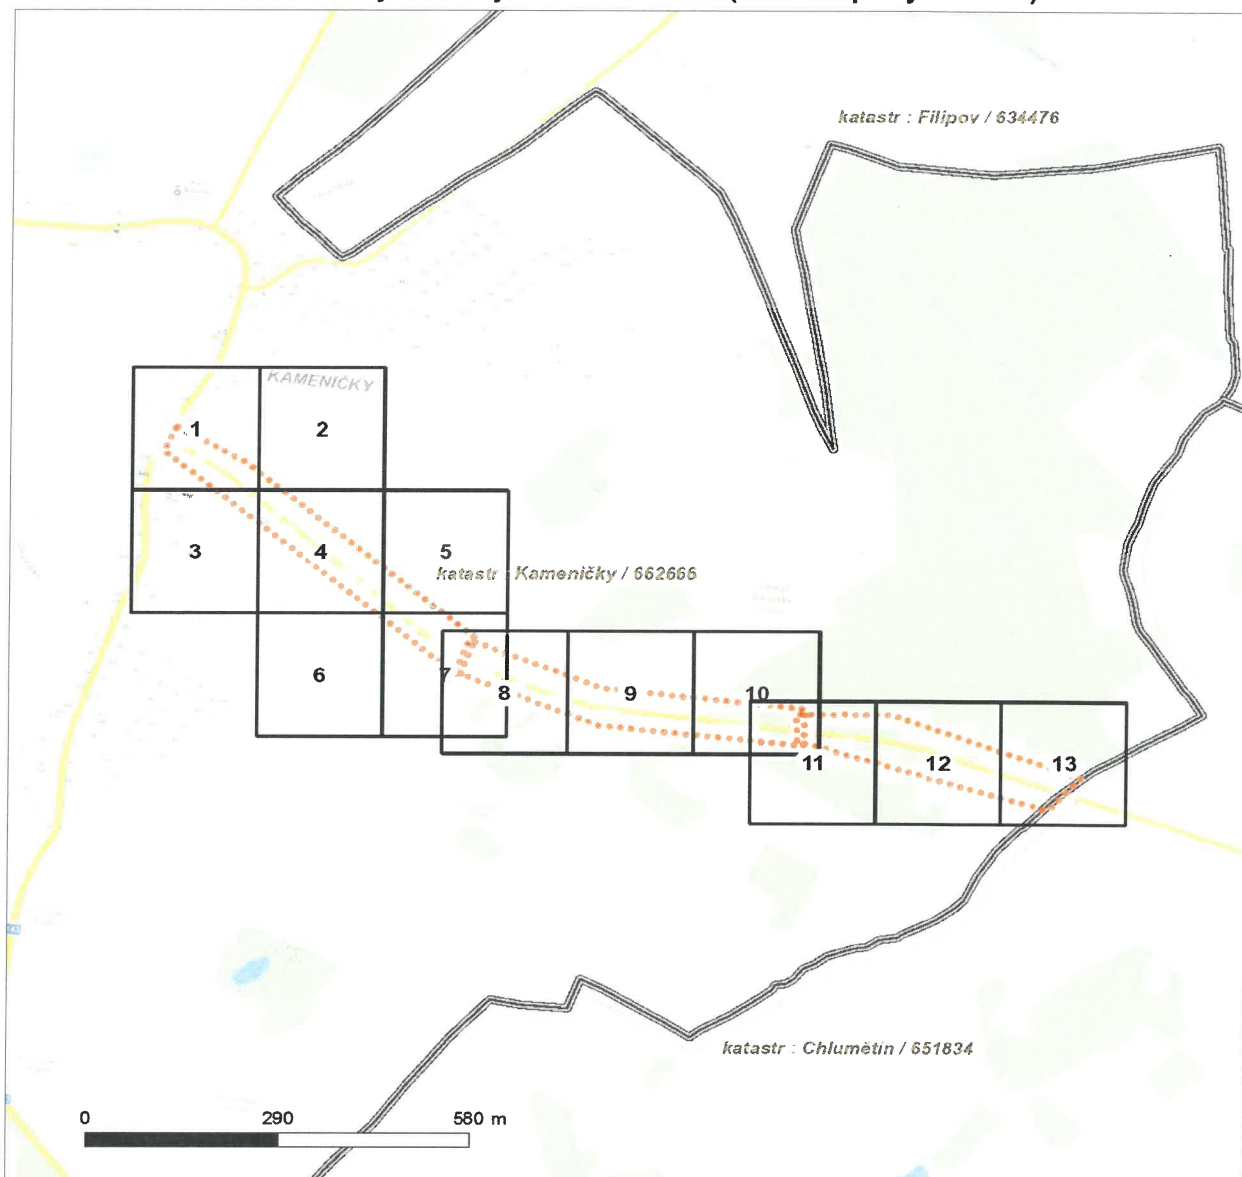 katastr : Filipov / 634476
KAMENIČKY
1
2
3
4
5
katastr : Kameničky / 662666
6
7
8
9
10
11
12
13
katastr : Chlumětín / 651834
0 290 580 m